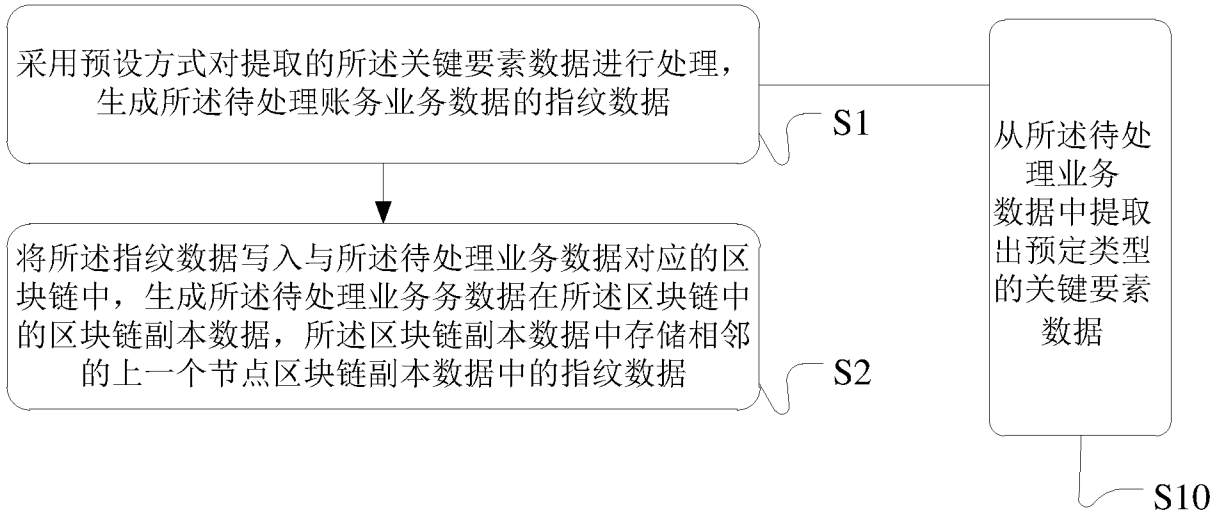 采用预设方式对提取的所述关键要素数据进行处理，
生成所述待处理账务业务数据的指纹数据
S1
将所述指纹数据写入与所述待处理业务数据对应的区
块链中，生成所述待处理业务务数据在所述区块链中
的区块链副本数据，所述区块链副本数据中存储相邻
的上一个节点区块链副本数据中的指纹数据
S2
从所述待处
理业务
数据中提取
出预定类型
的关键要素
数据
S10